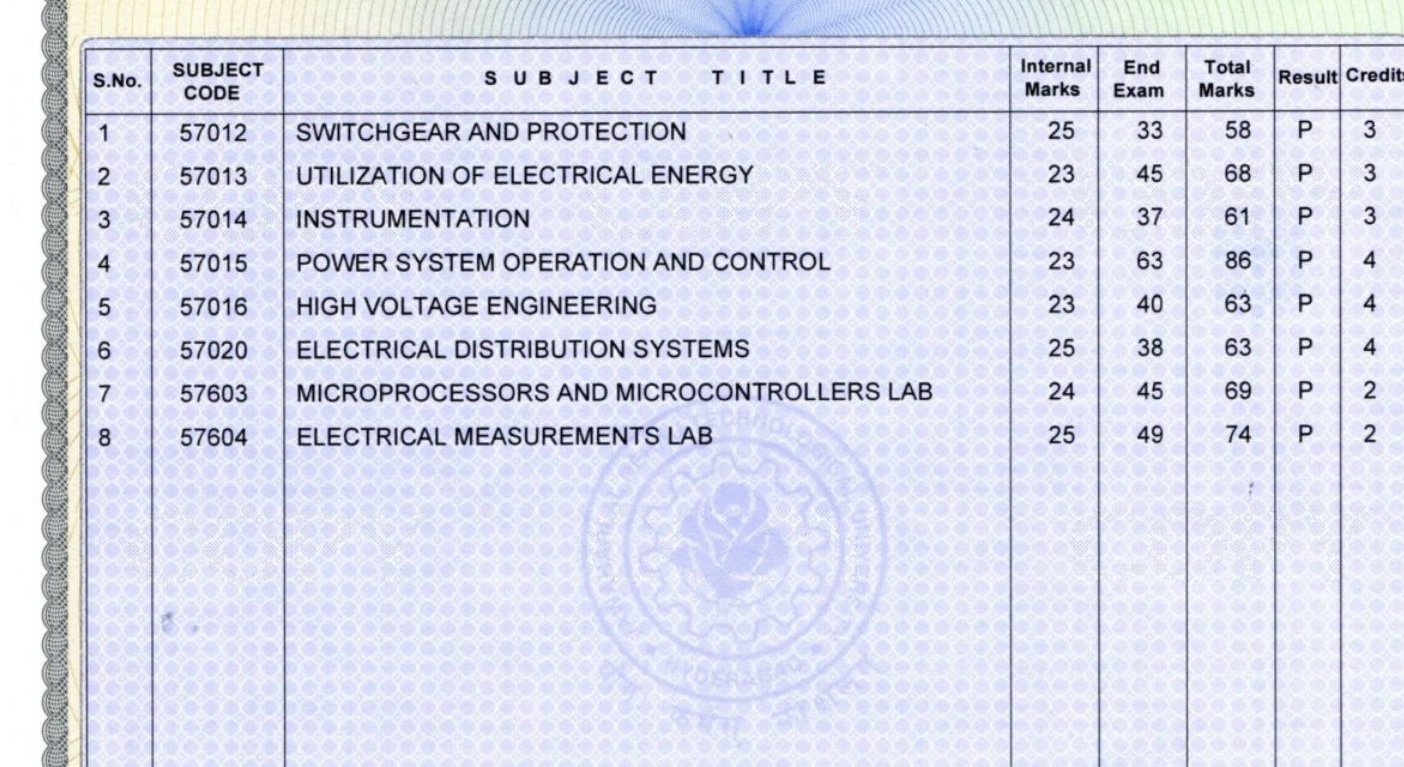 S.No. SUBJECT CODE SUBJECT TITLE Internal Marks End Exam Total Marks Result Credits
1 57012 SWITCHGEAR AND PROTECTION 25 33 58 P 3
2 57013 UTILIZATION OF ELECTRICAL ENERGY 23 45 68 P 3
3 57014 INSTRUMENTATION 24 37 61 P 3
4 57015 POWER SYSTEM OPERATION AND CONTROL 23 63 86 P 4
5 57016 HIGH VOLTAGE ENGINEERING 23 40 63 P 4
6 57020 ELECTRICAL DISTRIBUTION SYSTEMS 25 38 63 P 4
7 57603 MICROPROCESSORS AND MICROCONTROLLERS LAB 24 45 69 P 2
8 57604 ELECTRICAL MEASUREMENTS LAB 25 49 74 P 2
HYDERABAD